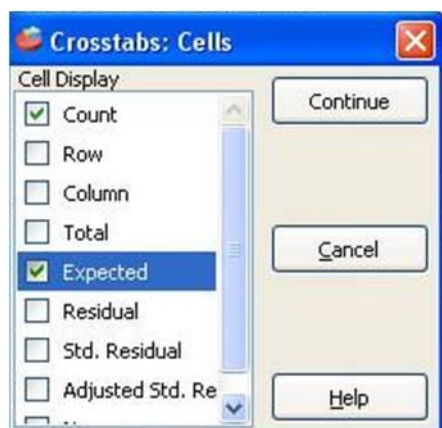 Crosstabs: Cells
Cell Display
Count
Row
Column
Total
Expected
Residual
Std. Residual
Adjusted Std. Re
Continue
Cancel
Help